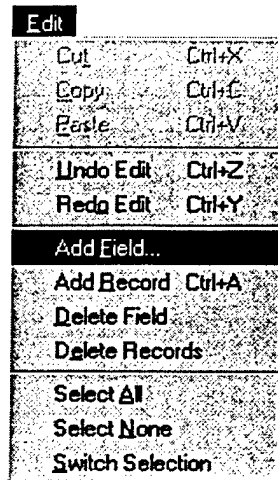 Edit
Cut Ctrl+X
Copy Ctrl+C
Paste Ctrl+V
Undo Edit Ctrl+Z
Redo Edit Ctrl+Y
Add Field...
Add Record Ctrl+A
Delete Field
Delete Records
Select All
Select None
Switch Selection